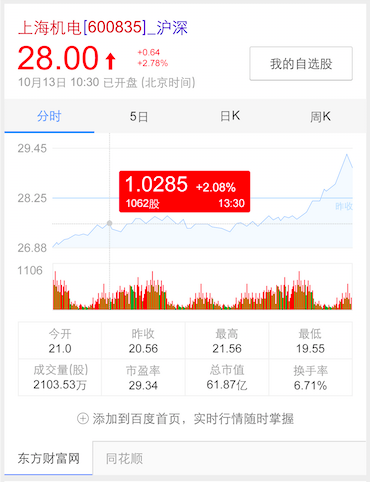 上海机电[600835]_沪深
28.00 +0.64
+2.78%
我的自选股
10月13日 10:30 已开盘 (北京时间)
分时 5日 日K 周K
29.45
1.0285 +2.08%
1062股 13:30
28.25
昨收
26.88
1106
今开 昨收 最高 最低
21.0 20.56 21.56 19.55
成交量(股) 市盈率 总市值 换手率
2103.53万 29.34 61.87亿 6.71%
添加到百度首页，实时行情随时掌握
东方财富网 同花顺